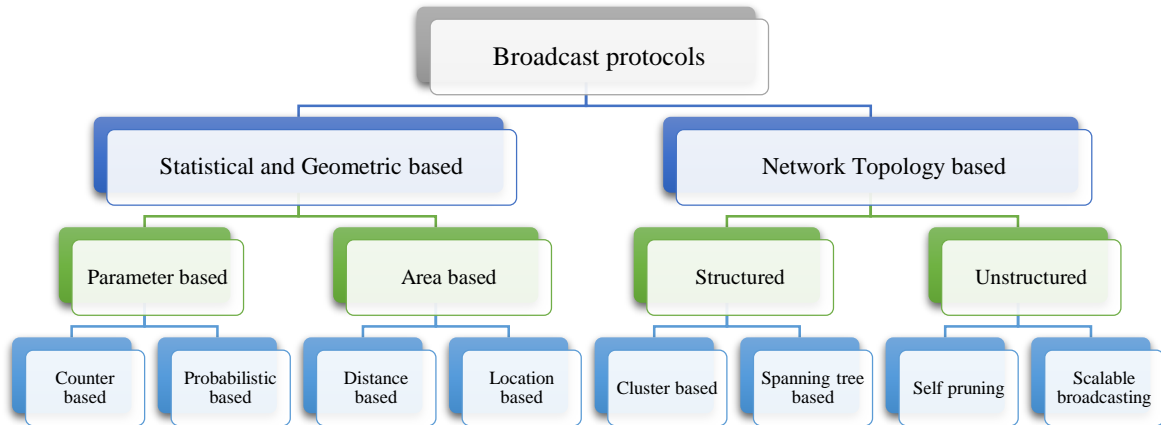 Broadcast protocols
Statistical and Geometric based
Network Topology based
Parameter based
Area based
Structured
Unstructured
Counter
based
Probabilistic
based
Distance
based
Location
based
Cluster based
Spanning tree
based
Self pruning
Scalable
broadcasting